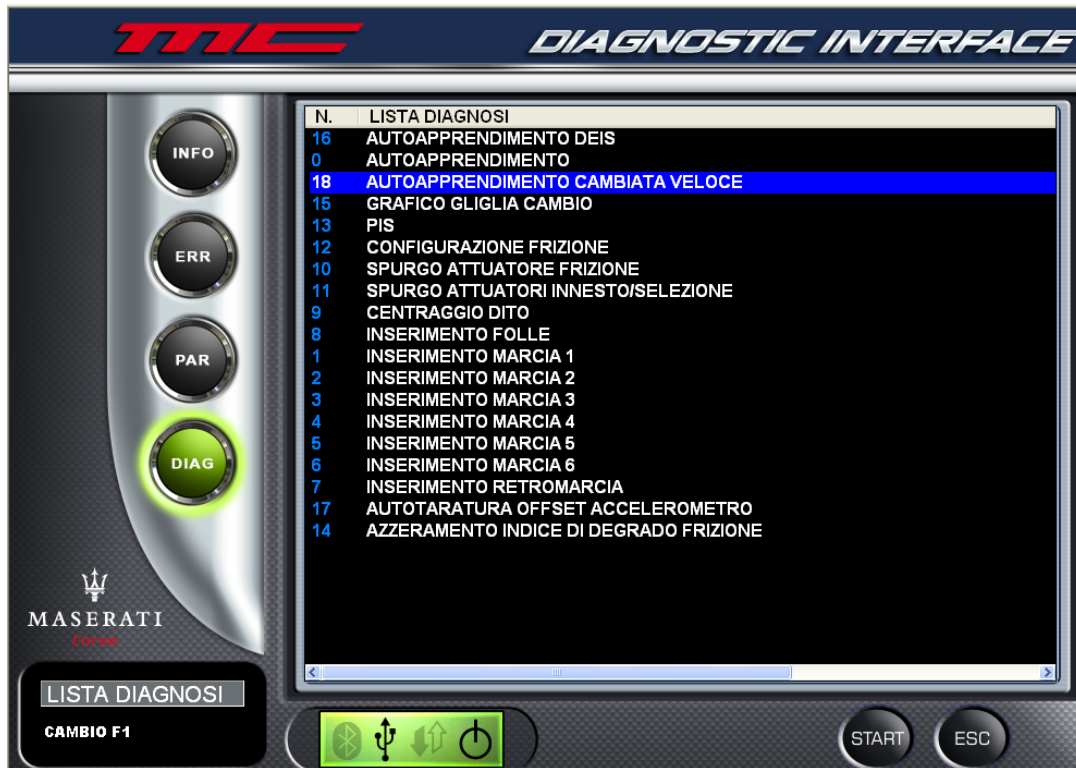 MC DIAGNOSTIC INTERFACE
N. LISTA DIAGNOSI
16 AUTOAPPRENDIMENTO DEIS
0 AUTOAPPRENDIMENTO
18 AUTOAPPRENDIMENTO CAMBIATA VELOCE
15 GRAFICO GLIGLIA CAMBIO
13 PIS
12 CONFIGURAZIONE FRIZIONE
10 SPURGO ATTUATORE FRIZIONE
11 SPURGO ATTUATORI INNESTO/SELEZIONE
9 CENTRAGGIO DITO
8 INSERIMENTO FOLLE
1 INSERIMENTO MARCIA 1
2 INSERIMENTO MARCIA 2
3 INSERIMENTO MARCIA 3
4 INSERIMENTO MARCIA 4
5 INSERIMENTO MARCIA 5
6 INSERIMENTO MARCIA 6
7 INSERIMENTO RETROMARCIA
17 AUTOTARATURA OFFSET ACCELEROMETRO
14 AZZERAMENTO INDICE DI DEGRADO FRIZIONE
INFO
ERR
PAR
DIAG
MASERATI
Corse
LISTA DIAGNOSI
CAMBIO F1
START ESC